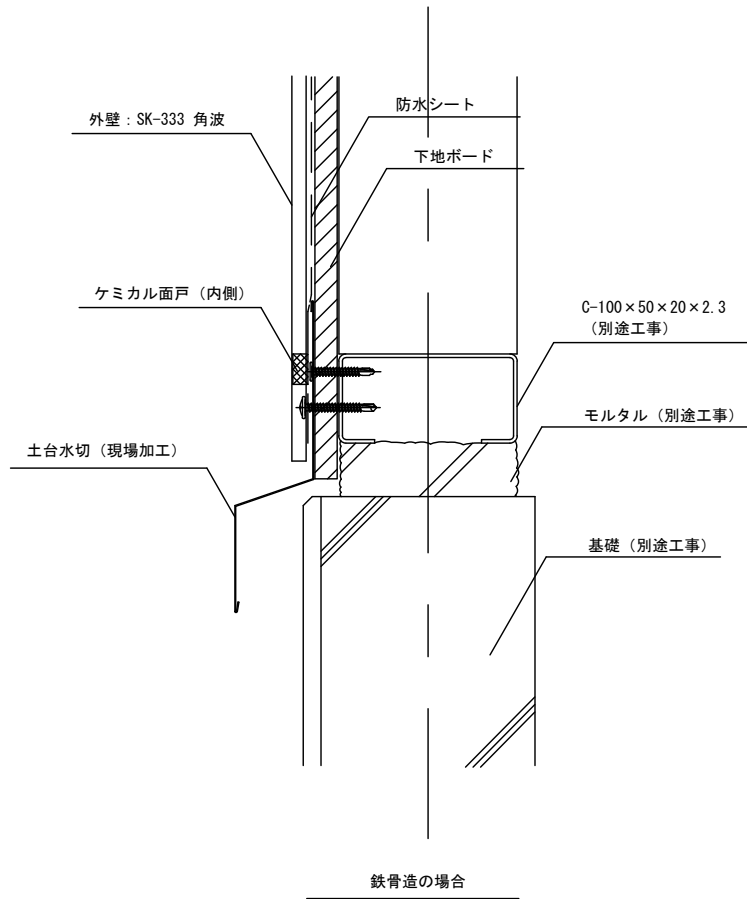 防水シート
外壁：SK-333 角波
下地ボード
ケミカル面戸（内側）
C-100×50×20×2.3
（別途工事）
モルタル（別途工事）
土台水切（現場加工）
基礎（別途工事）
鉄骨造の場合